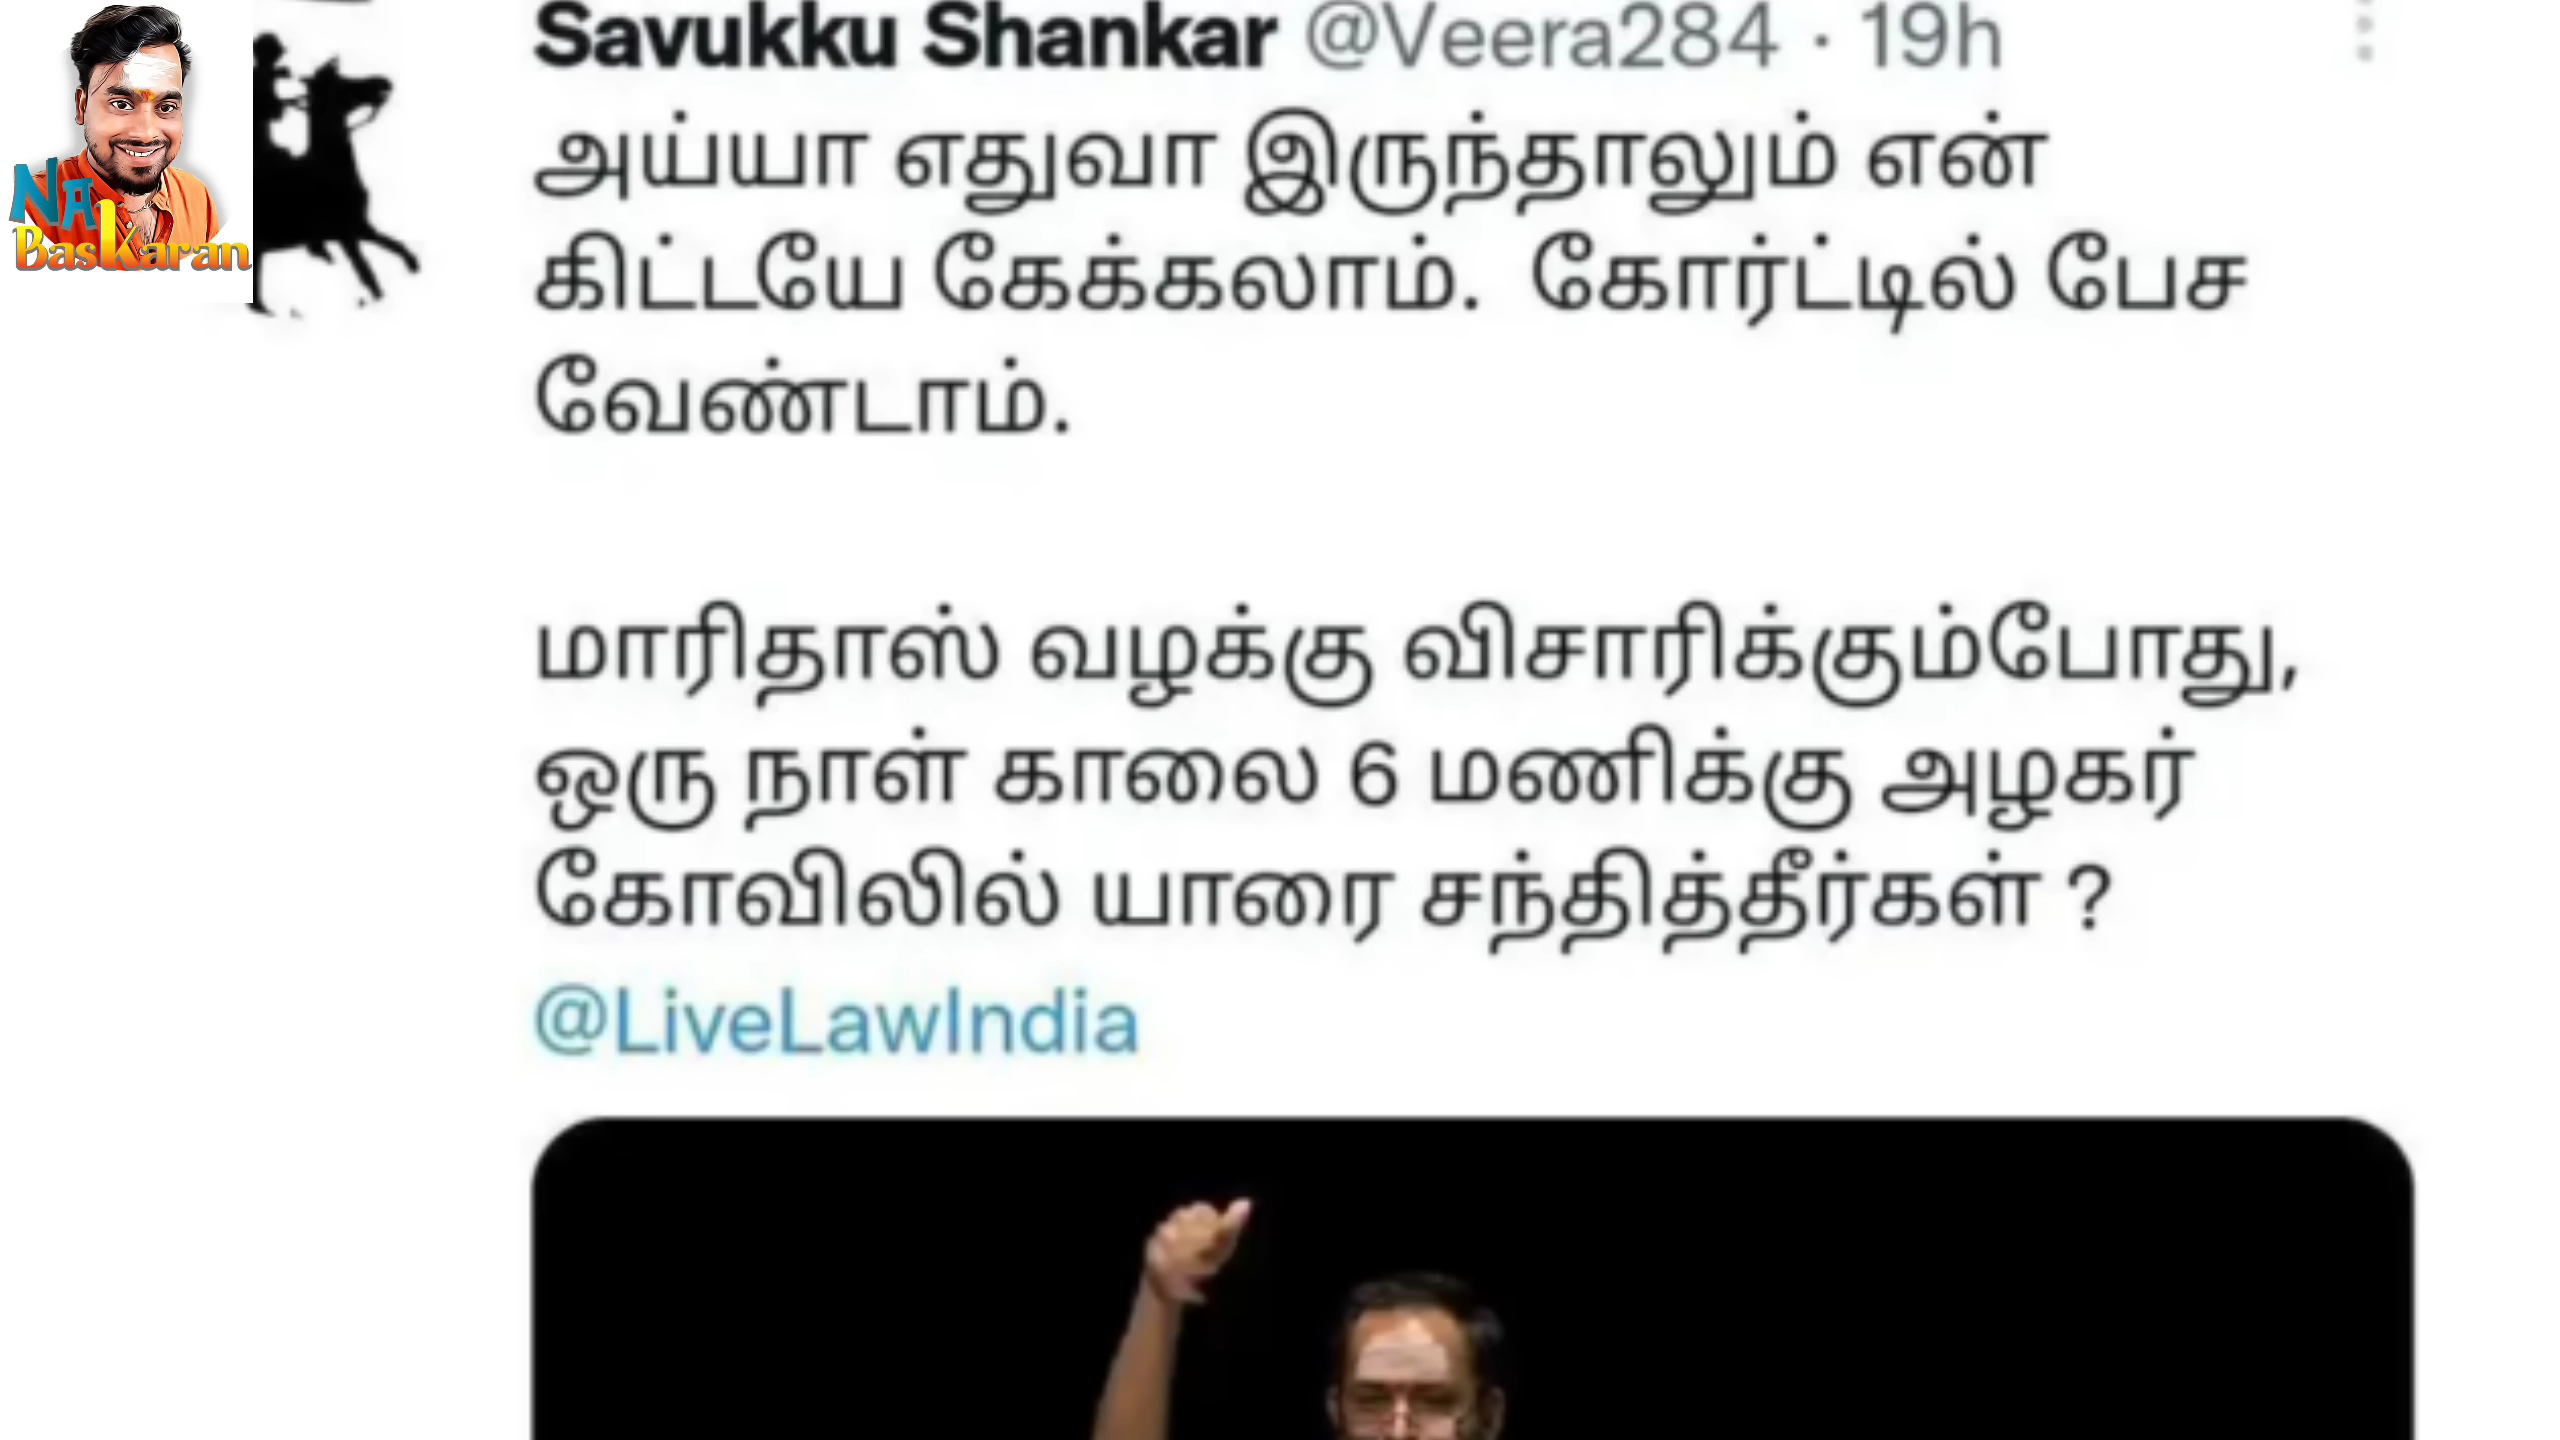 Savukku Shankar @Veera284 · 19h
அய்யா எதுவா இருந்தாலும் என்
கிட்டயே கேக்கலாம். கோர்ட்டில் பேச
வேண்டாம்.
மாரிதாஸ் வழக்கு விசாரிக்கும்போது,
ஒரு நாள் காலை 6 மணிக்கு அழகர்
கோவிலில் யாரை சந்தித்தீர்கள் ?
@LiveLawIndia
NA
Baskaran